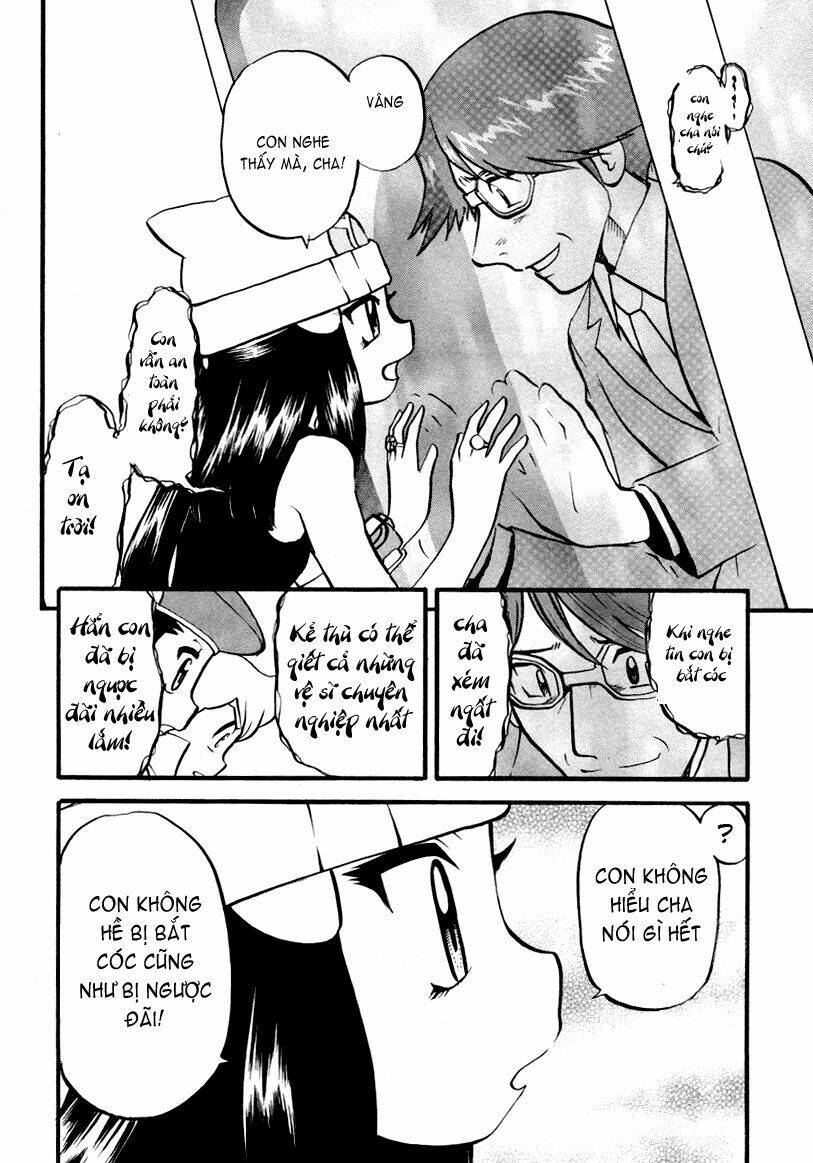 ....
con
nghe
cha nói
chứ?
VÂNG
CON NGHE
THẤY MÀ, CHA!
Con
vẫn an
toàn
phải
không?
Tạ
ơn
trời!
Khi nghe
tin con bị
bắt cóc
cha
đã
xém
ngất
đi!
Kẻ thù có thể
giết cả những
vệ sĩ chuyên
nghiệp nhất
Hẳn con
đã bị
ngược
đãi nhiều
lắm!
?
CON KHÔNG
HIỂU CHA
NÓI GÌ HẾT
CON KHÔNG
HỀ BỊ BẮT
CÓC CŨNG
NHƯ BỊ NGƯỢC
ĐÃI!